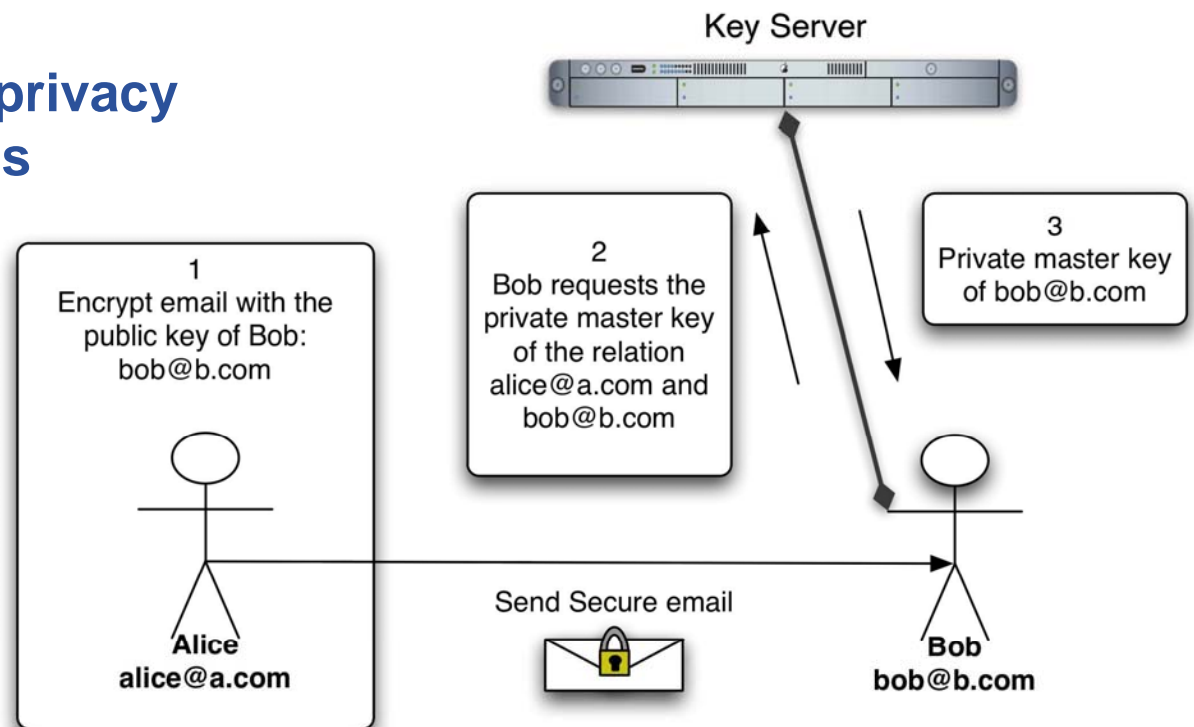 privacy
s
Key Server
1
Encrypt email with the
public key of Bob:
bob@b.com
2
Bob requests the
private master key
of the relation
alice@a.com and
bob@b.com
3
Private master key
of bob@b.com
Send Secure email
Alice
alice@a.com
Bob
bob@b.com